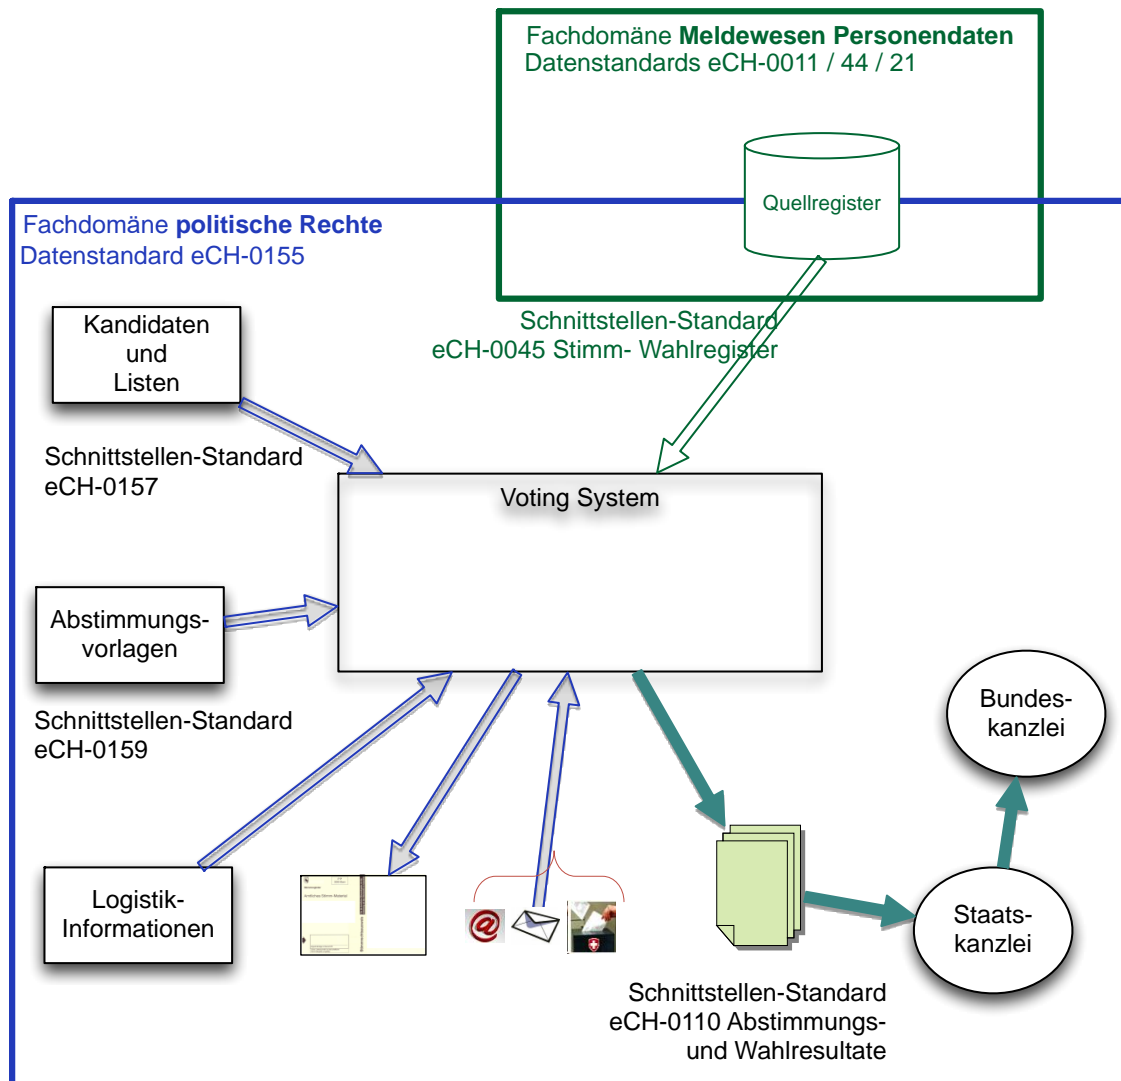 Fachdomäne Meldewesen Personendaten
Datenstandards eCH-0011 / 44 / 21
Quellregister
Fachdomäne politische Rechte
Datenstandard eCH-0155
Schnittstellen-Standard
eCH-0045 Stimm- Wahlregister
Kandidaten
und
Listen
Schnittstellen-Standard
eCH-0157
Voting System
Abstimmungs-
vorlagen
Schnittstellen-Standard
eCH-0159
Bundes-
kanzlei
Logistik-
Informationen
@
Staats-
kanzlei
Schnittstellen-Standard
eCH-0110 Abstimmungs-
und Wahlresultate